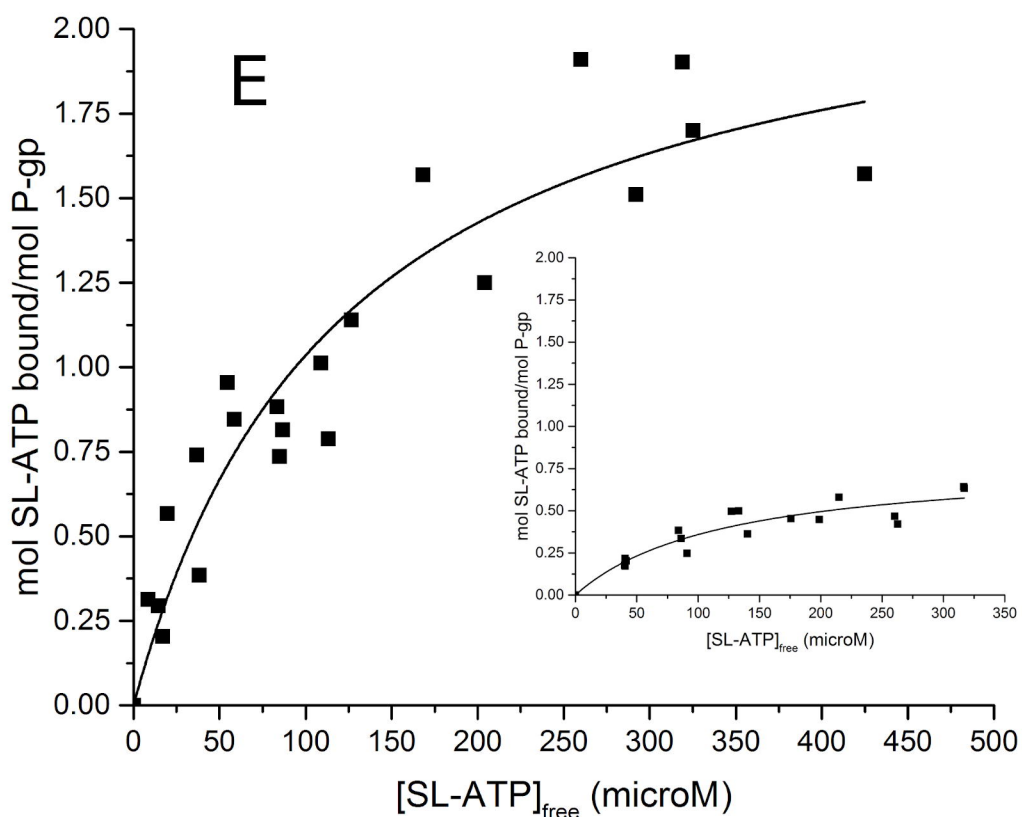 E
mol SL-ATP bound/mol P-gp
2.00
1.75
1.50
1.25
1.00
0.75
0.50
0.25
0.00
0 50 100 150 200 250 300 350 400 450 500
[SL-ATP]free (microM)
mol SL-ATP bound/mol P-gp
2.00
1.75
1.50
1.25
1.00
0.75
0.50
0.25
0.00
0 50 100 150 200 250 300 350
[SL-ATP]free (microM)